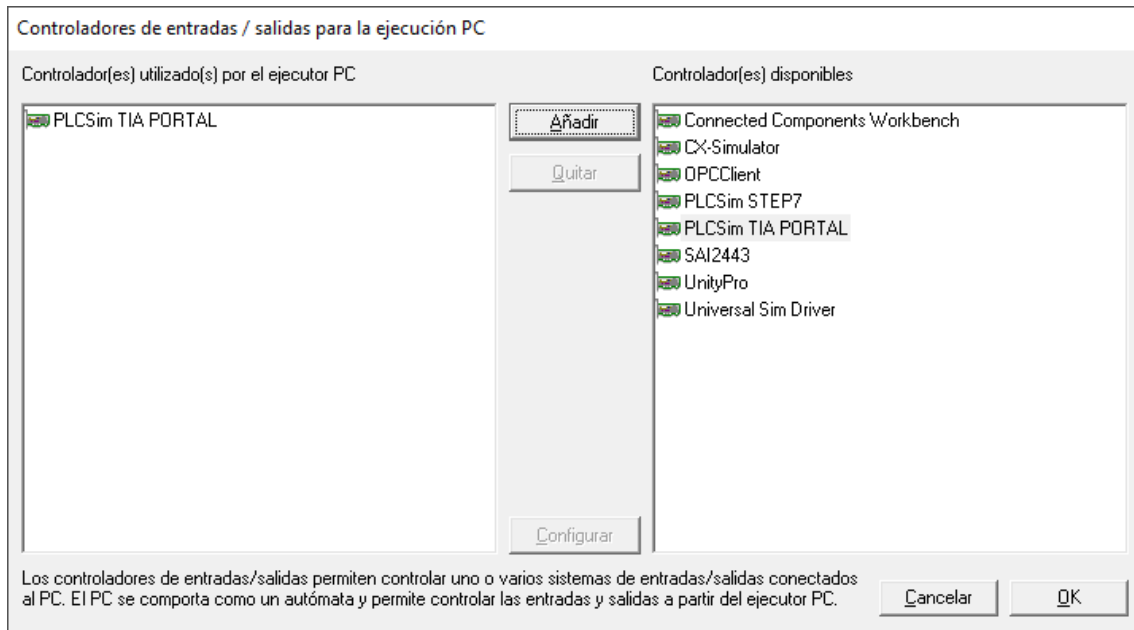 Controladores de entradas / salidas para la ejecución PC
Controlador(es) utilizado(s) por el ejecutor PC
PLCSim TIA PORTAL
Añadir
Quitar
Configurar
Controlador(es) disponibles
Connected Components Workbench
CX-Simulator
OPCClient
PLCSim STEP7
PLCSim TIA PORTAL
SAI2443
UnityPro
Universal Sim Driver
Los controladores de entradas/salidas permiten controlar uno o varios sistemas de entradas/salidas conectados
al PC. El PC se comporta como un autómata y permite controlar las entradas y salidas a partir del ejecutor PC.
Cancelar
OK